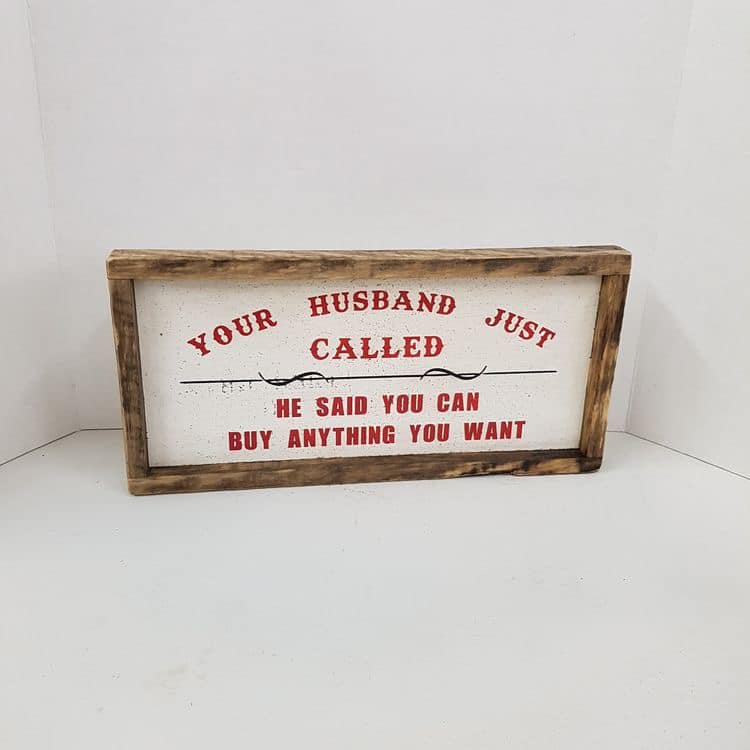 YOUR HUSBAND JUST
CALLED
HE SAID YOU CAN
BUY ANYTHING YOU WANT